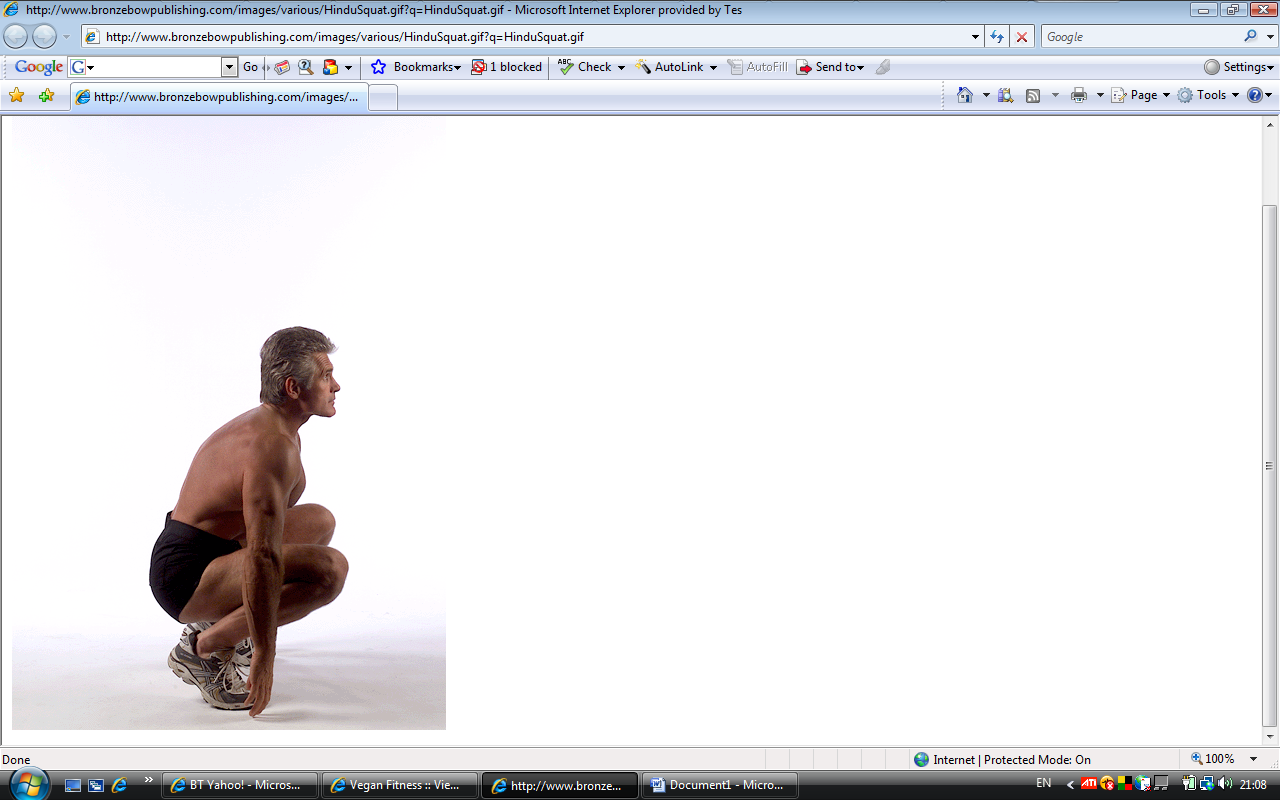 http://www.bronzebowpublishing.com/images/various/HinduSquat.gif?q=HinduSquat.gif - Microsoft Internet Explorer provided by Tes
http://www.bronzebowpublishing.com/images/various/HinduSquat.gif?q=HinduSquat.gif
Google
Google G Go Bookmarks 1 blocked ABC Check AutoLink AutoFill Send to Settings
http://www.bronzebowpublishing.com/images/... Page Tools
Done Internet | Protected Mode: On 100%
BT Yahoo! - Micros... Vegan Fitness :: Vie... http://www.bronze... Document1 - Micro... EN ATI 21:08